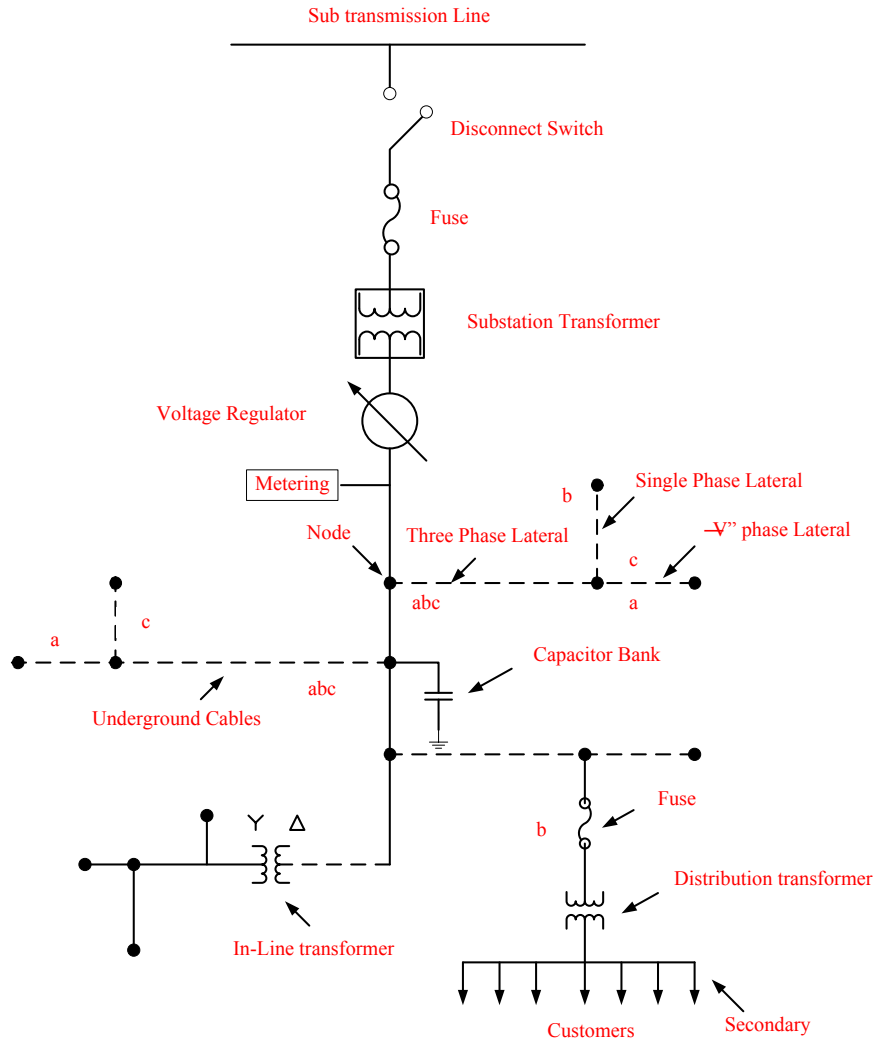 Sub transmission Line
Disconnect Switch
Fuse
Substation Transformer
Voltage Regulator
Metering
Single Phase Lateral
b
Node
Three Phase Lateral
V” phase Lateral
c
abc
a
a
c
Capacitor Bank
abc
Underground Cables
Fuse
b
Y Δ
Distribution transformer
In-Line transformer
Secondary
Customers